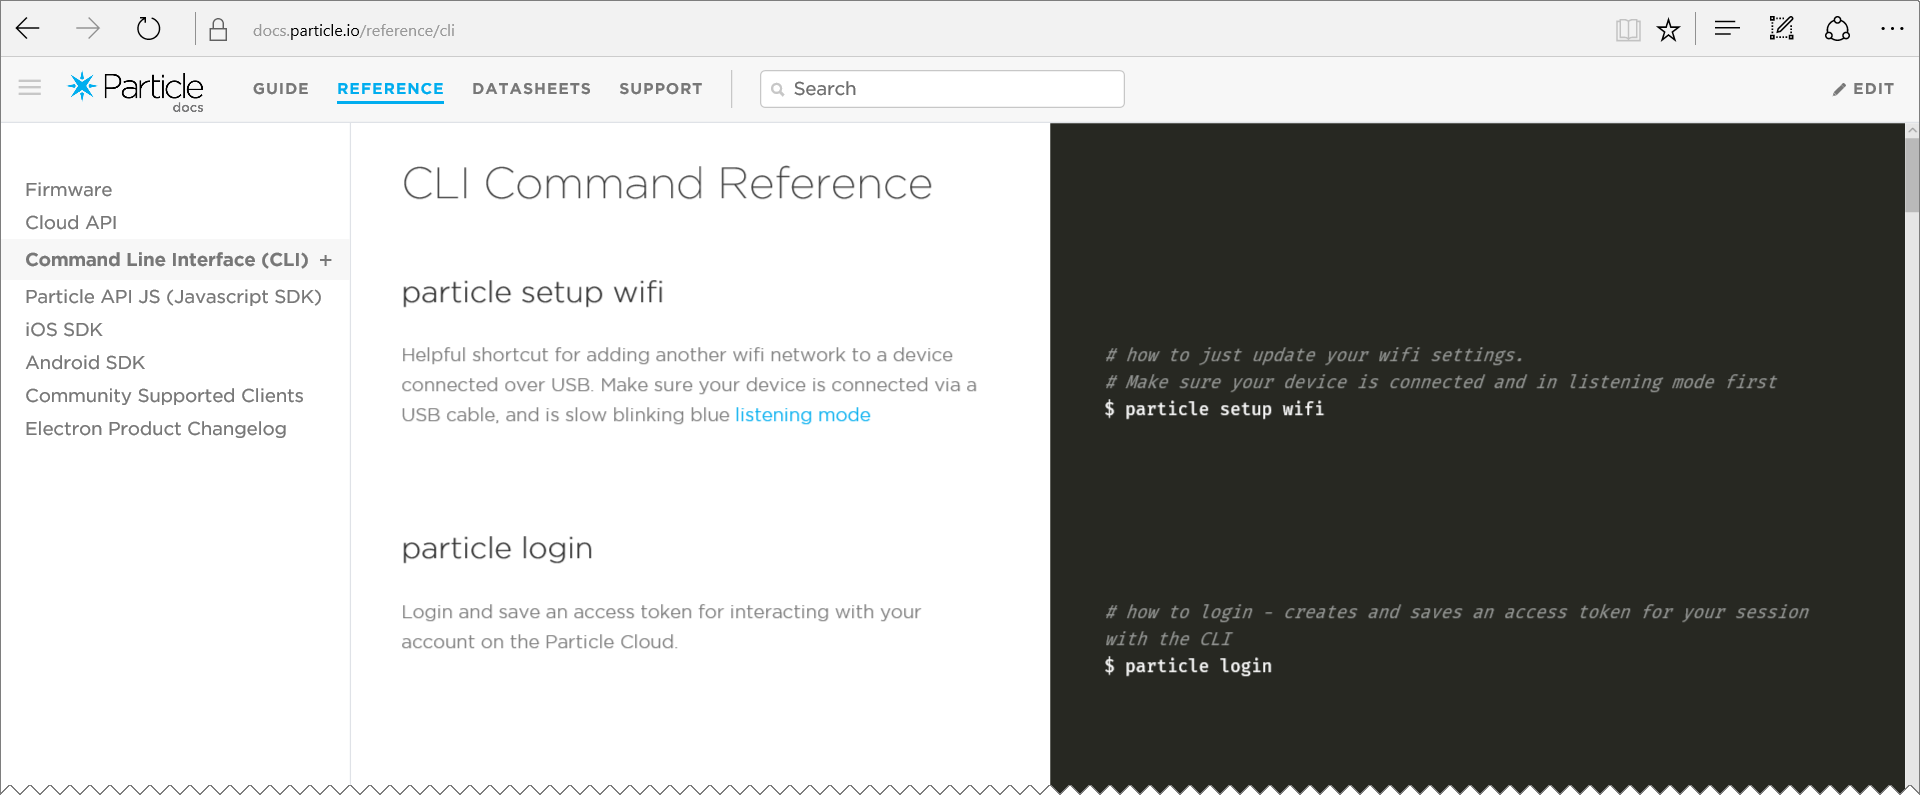 docs.particle.io/reference/cli
Particle
docs
GUIDE REFERENCE DATASHEETS SUPPORT
Search
EDIT
Firmware
Cloud API
Command Line Interface (CLI) +
Particle API JS (Javascript SDK)
iOS SDK
Android SDK
Community Supported Clients
Electron Product Changelog
CLI Command Reference
particle setup wifi
Helpful shortcut for adding another wifi network to a device
connected over USB. Make sure your device is connected via a
USB cable, and is slow blinking blue listening mode
# how to just update your wifi settings.
# Make sure your device is connected and in listening mode first
$ particle setup wifi
particle login
Login and save an access token for interacting with your
account on the Particle Cloud.
# how to login - creates and saves an access token for your session
with the CLI
$ particle login